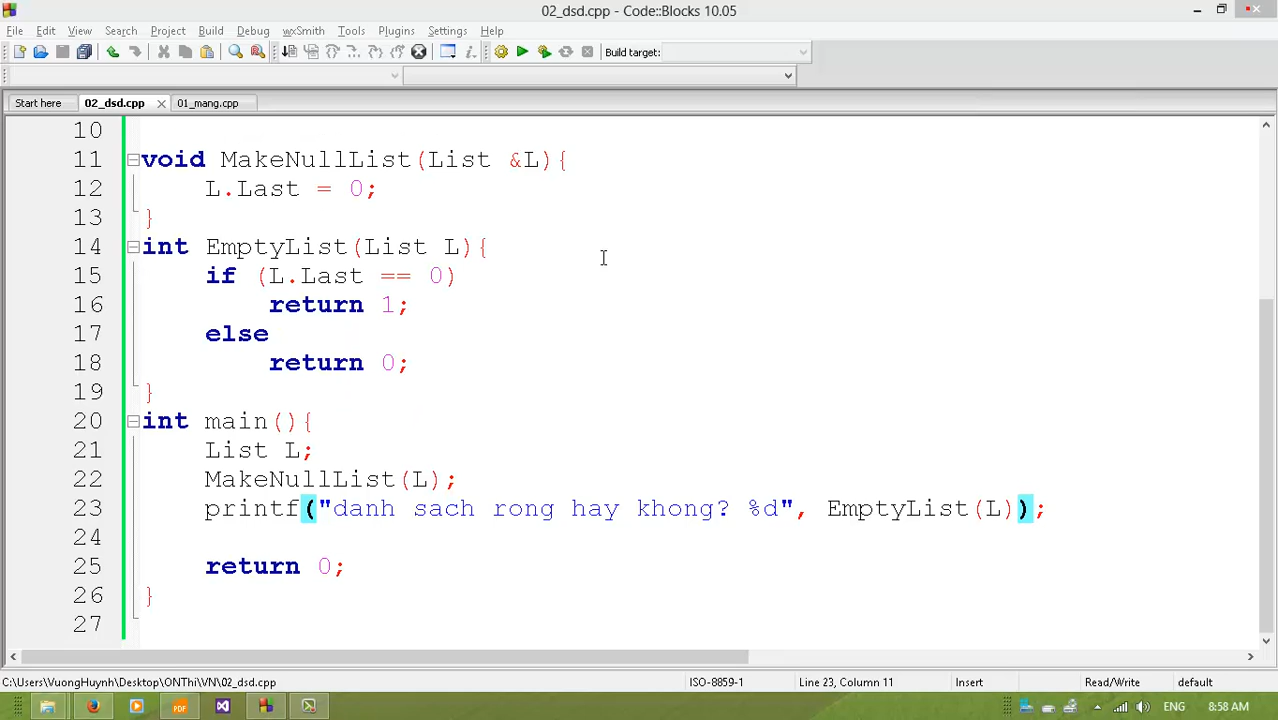 02_dsd.cpp - Code::Blocks 10.05
File Edit View Search Project Build Debug wxSmith Tools Plugins Settings Help
Build target:
Start here 02_dsd.cpp 01_mang.cpp
10
11 void MakeNullList(List &L){
12 L.Last = 0;
13 }
14 int EmptyList(List L){
15 if (L.Last == 0)
16 return 1;
17 else
18 return 0;
19 }
20 int main(){
21 List L;
22 MakeNullList(L);
23 printf("danh sach rong hay khong? %d", EmptyList(L));
24
25 return 0;
26 }
27
C:\Users\VuongHuynh\Desktop\ONThi\VN\02_dsd.cpp ISO-8859-1 Line 23, Column 11 Insert Read/Write default
PDF ENG 8:58 AM